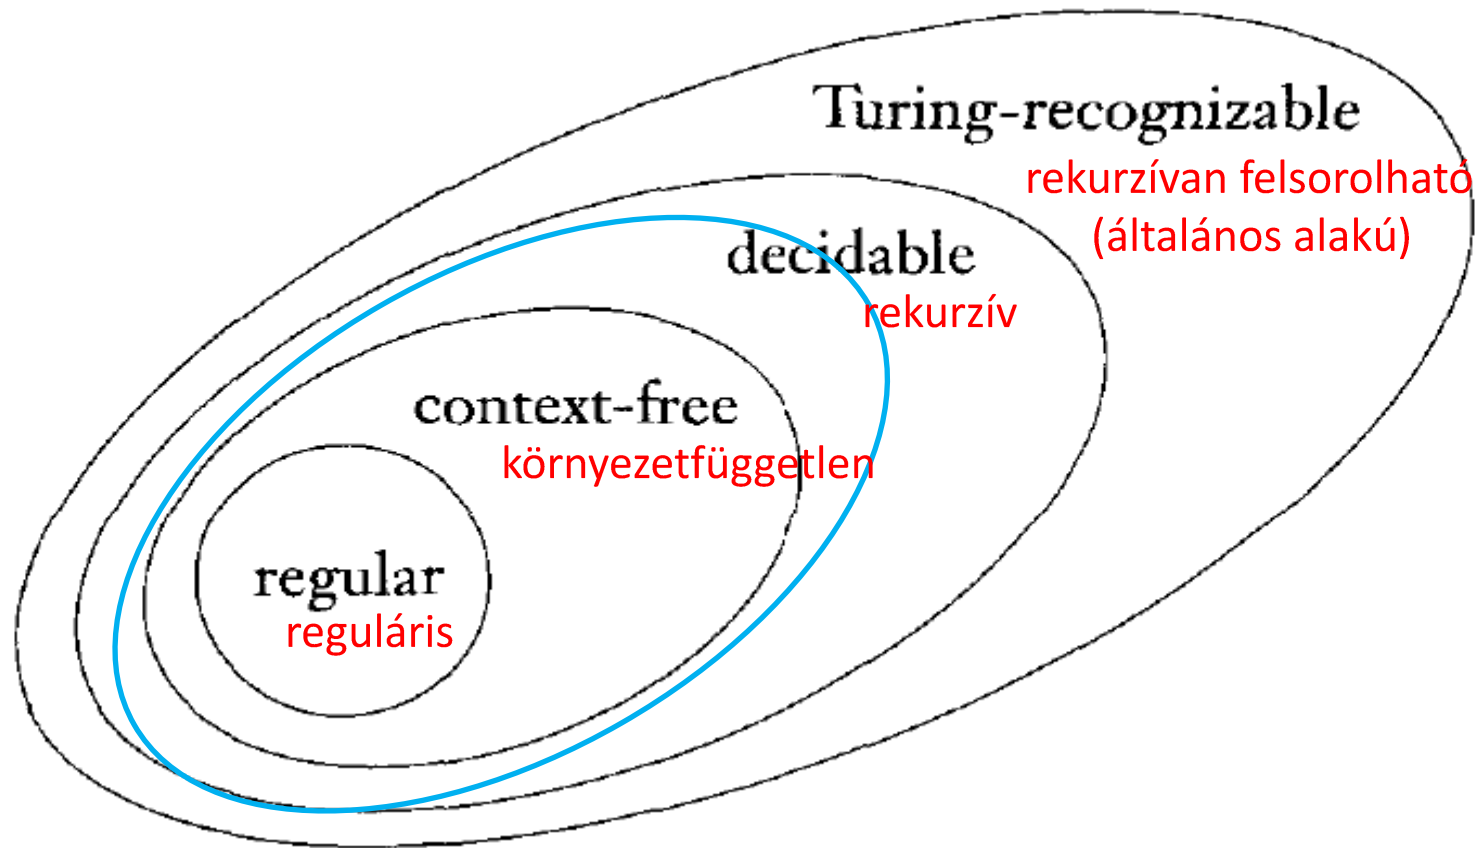 Turing-recognizable
rekurzívan felsorolható
(általános alakú)
decidable
rekurzív
context-free
környezetfüggetlen
regular
reguláris